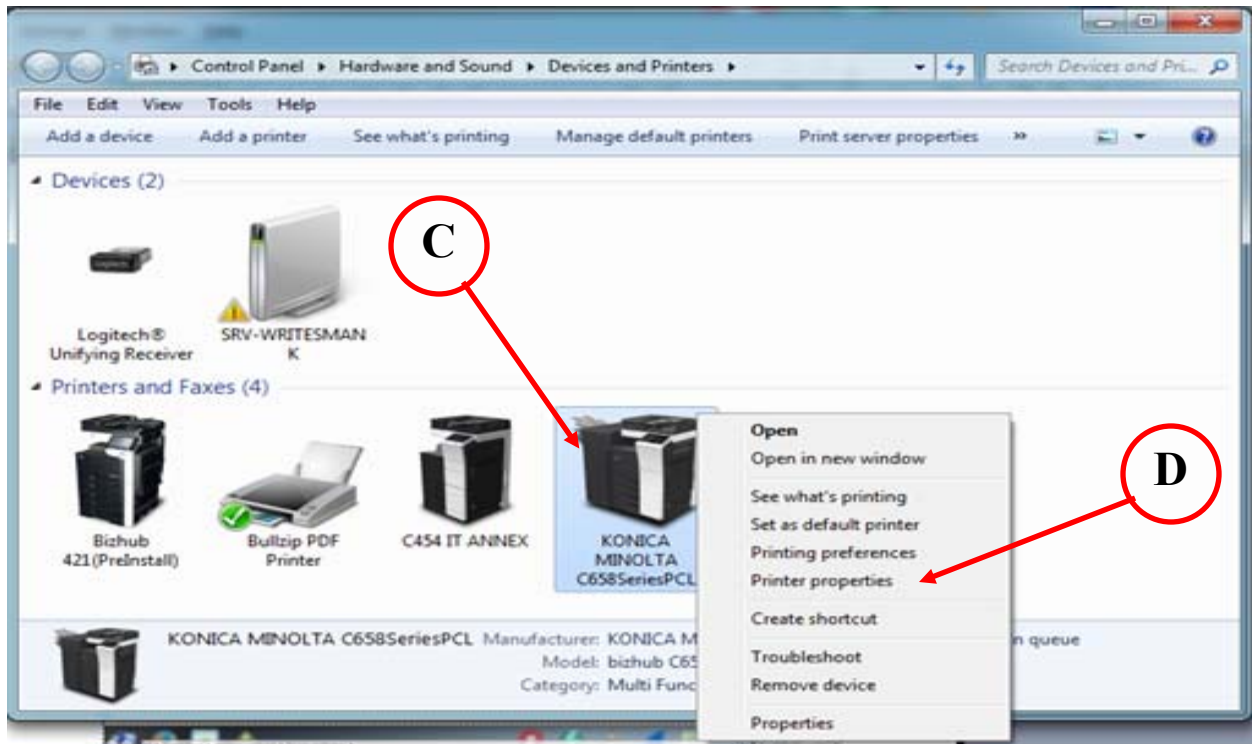 Control Panel ▸ Hardware and Sound ▸ Devices and Printers ▸
Search Devices and Pri...
File Edit View Tools Help
Add a device Add a printer See what's printing Manage default printers Print server properties »
Devices (2)
C
Logitech®
Unifying Receiver
SRV-WRITESMAN
K
Printers and Faxes (4)
Bizhub
421(PreInstall)
Bullzip PDF
Printer
C454 IT ANNEX
KONICA
MINOLTA
C658SeriesPCL
Open
Open in new window
See what's printing
Set as default printer
Printing preferences
Printer properties
Create shortcut
Troubleshoot
Remove device
Properties
D
KONICA MINOLTA C658SeriesPCL Manufacturer: KONICA M
n queue
Model: bizhub C65
Category: Multi Func